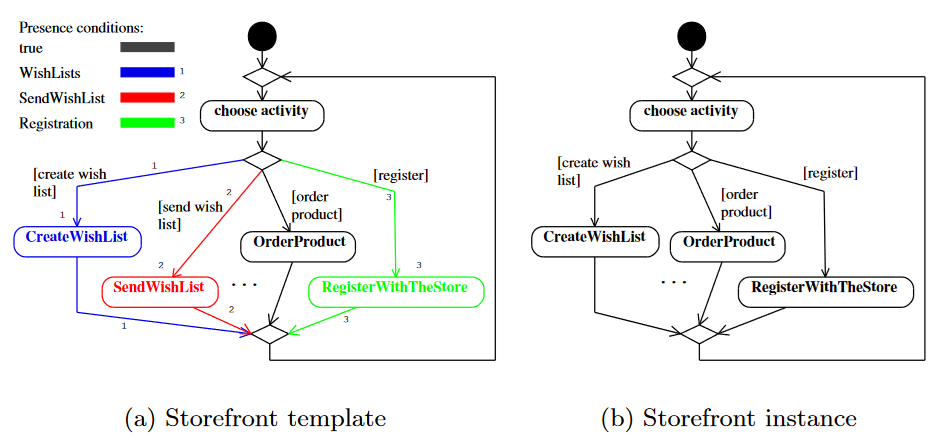 Presence conditions:
true
WishLists 1
SendWishList 2
Registration 3
choose activity
1
[create wish
list]
1
2
[send wish
list]
[order
product]
[register]
3
CreateWishList
OrderProduct
2
3
SendWishList
. . .
RegisterWithTheStore
1
2
3
(a) Storefront template
choose activity
[create wish
list]
[order
product]
[register]
CreateWishList
OrderProduct
. . .
RegisterWithTheStore
(b) Storefront instance